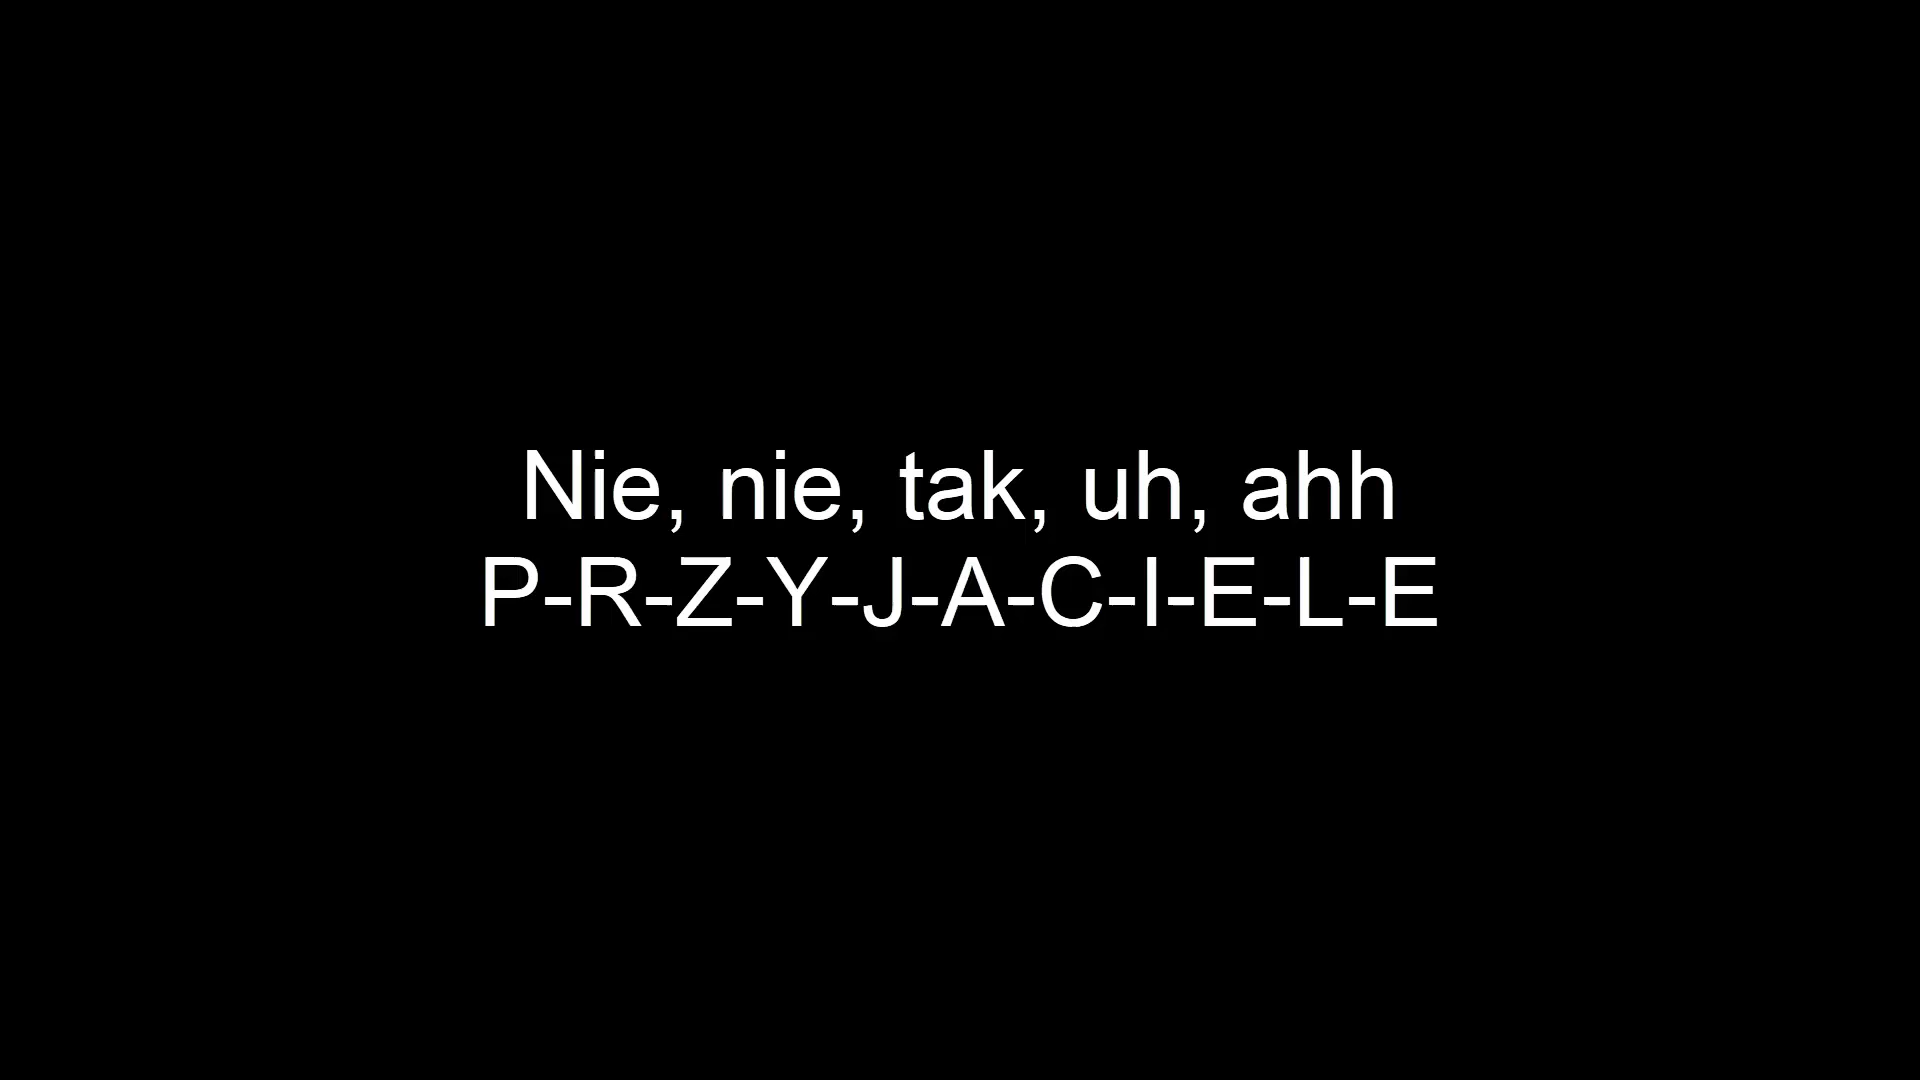 Nie, nie, tak, uh, ahh
P-R-Z-Y-J-A-C-I-E-L-E